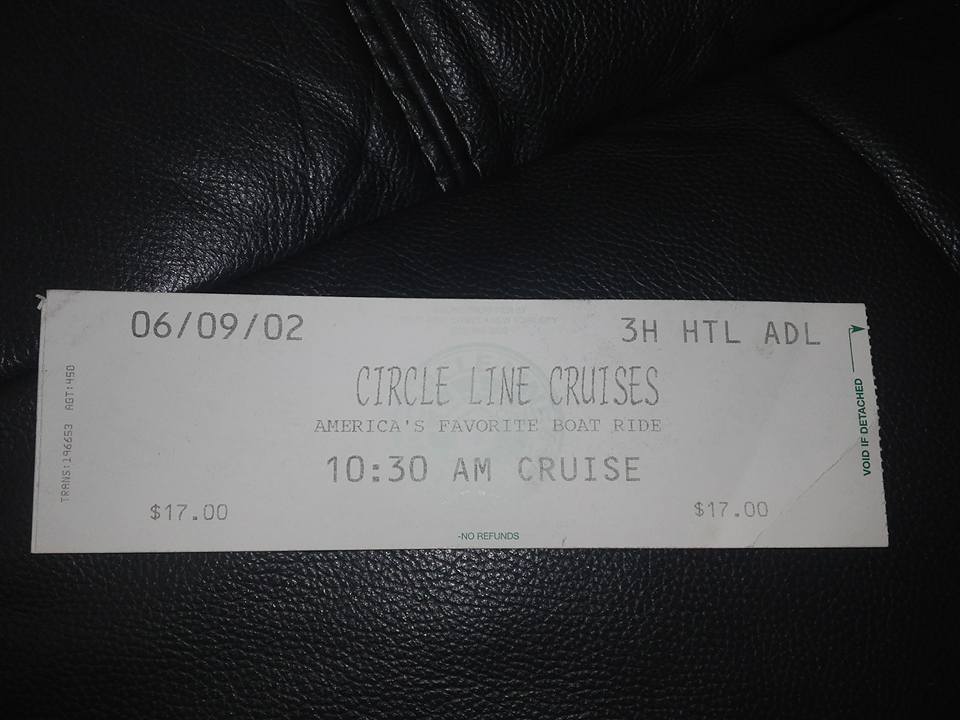 06/09/02
3H HTL ADL
CIRCLE LINE CRUISES
AMERICA'S FAVORITE BOAT RIDE
10:30 AM CRUISE
$17.00
$17.00
-NO REFUNDS
TRANS:196653 AGT:450
VOID IF DETACHED